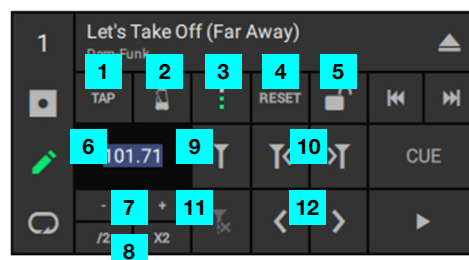 1 Let's Take Off (Far Away)
Dam-Funk
1 2 3 4 5
TAP RESET
6 101.71 9 10 CUE
- 7 + 11 12
/2 8 X2